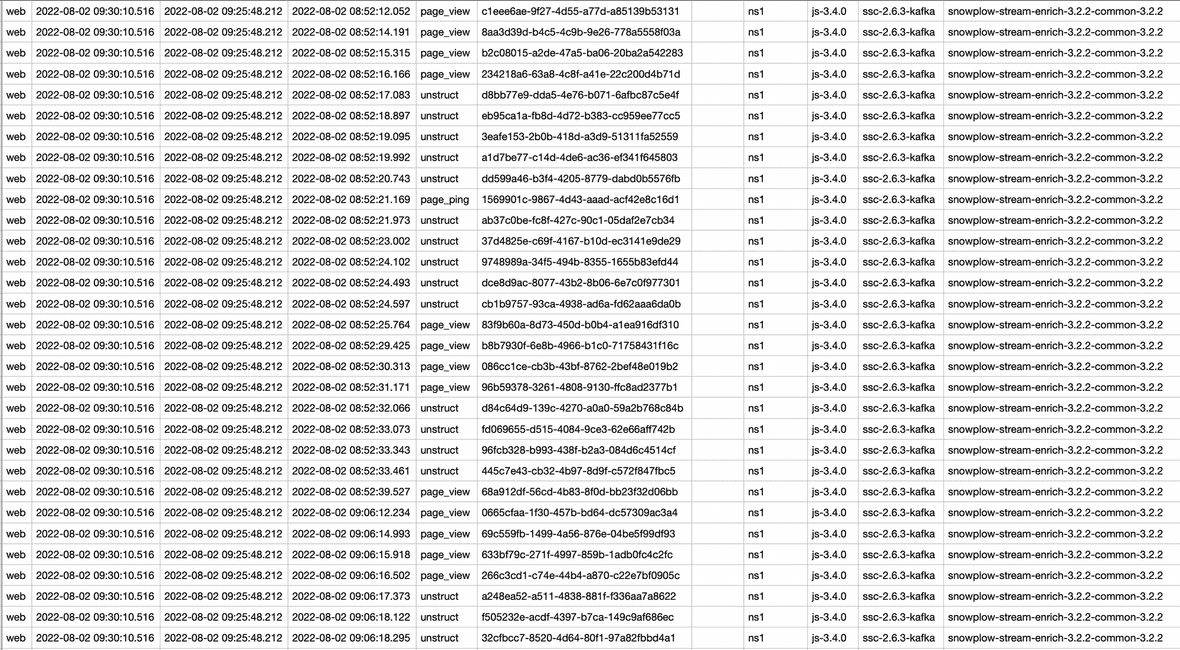 web 2022-08-02 09:30:10.516 2022-08-02 09:25:48.212 2022-08-02 08:52:12.052 page_view c1eee6ae-9f27-4d55-a77d-a85139b53131 ns1 js-3.4.0 ssc-2.6.3-kafka snowplow-stream-enrich-3.2.2-common-3.2.2
web 2022-08-02 09:30:10.516 2022-08-02 09:25:48.212 2022-08-02 08:52:14.191 page_view 8aa3d39d-b4c5-4c9b-9e26-778a5558f03a ns1 js-3.4.0 ssc-2.6.3-kafka snowplow-stream-enrich-3.2.2-common-3.2.2
web 2022-08-02 09:30:10.516 2022-08-02 09:25:48.212 2022-08-02 08:52:15.315 page_view b2c08015-a2de-47a5-ba06-20ba2a542283 ns1 js-3.4.0 ssc-2.6.3-kafka snowplow-stream-enrich-3.2.2-common-3.2.2
web 2022-08-02 09:30:10.516 2022-08-02 09:25:48.212 2022-08-02 08:52:16.166 page_view 234218a6-63a8-4c8f-a41e-22c200d4b71d ns1 js-3.4.0 ssc-2.6.3-kafka snowplow-stream-enrich-3.2.2-common-3.2.2
web 2022-08-02 09:30:10.516 2022-08-02 09:25:48.212 2022-08-02 08:52:17.083 unstruct d8bb77e9-dda5-4e76-b071-6afbc87c5e4f ns1 js-3.4.0 ssc-2.6.3-kafka snowplow-stream-enrich-3.2.2-common-3.2.2
web 2022-08-02 09:30:10.516 2022-08-02 09:25:48.212 2022-08-02 08:52:18.897 unstruct eb95ca1a-fb8d-4d72-b383-cc959ee77cc5 ns1 js-3.4.0 ssc-2.6.3-kafka snowplow-stream-enrich-3.2.2-common-3.2.2
web 2022-08-02 09:30:10.516 2022-08-02 09:25:48.212 2022-08-02 08:52:19.095 unstruct 3eafe153-2b0b-418d-a3d9-51311fa52559 ns1 js-3.4.0 ssc-2.6.3-kafka snowplow-stream-enrich-3.2.2-common-3.2.2
web 2022-08-02 09:30:10.516 2022-08-02 09:25:48.212 2022-08-02 08:52:19.992 unstruct a1d7be77-c14d-4de6-ac36-ef341f645803 ns1 js-3.4.0 ssc-2.6.3-kafka snowplow-stream-enrich-3.2.2-common-3.2.2
web 2022-08-02 09:30:10.516 2022-08-02 09:25:48.212 2022-08-02 08:52:20.743 unstruct dd599a46-b3f4-4205-8779-dabd0b5576fb ns1 js-3.4.0 ssc-2.6.3-kafka snowplow-stream-enrich-3.2.2-common-3.2.2
web 2022-08-02 09:30:10.516 2022-08-02 09:25:48.212 2022-08-02 08:52:21.169 page_ping 1569901c-9867-4d43-aaad-acf42e8c16d1 ns1 js-3.4.0 ssc-2.6.3-kafka snowplow-stream-enrich-3.2.2-common-3.2.2
web 2022-08-02 09:30:10.516 2022-08-02 09:25:48.212 2022-08-02 08:52:21.973 unstruct ab37c0be-fc8f-427c-90c1-05daf2e7cb34 ns1 js-3.4.0 ssc-2.6.3-kafka snowplow-stream-enrich-3.2.2-common-3.2.2
web 2022-08-02 09:30:10.516 2022-08-02 09:25:48.212 2022-08-02 08:52:23.002 unstruct 37d4825e-c69f-4167-b10d-ec3141e9de29 ns1 js-3.4.0 ssc-2.6.3-kafka snowplow-stream-enrich-3.2.2-common-3.2.2
web 2022-08-02 09:30:10.516 2022-08-02 09:25:48.212 2022-08-02 08:52:24.102 unstruct 9748989a-34f5-494b-8355-1655b83efd44 ns1 js-3.4.0 ssc-2.6.3-kafka snowplow-stream-enrich-3.2.2-common-3.2.2
web 2022-08-02 09:30:10.516 2022-08-02 09:25:48.212 2022-08-02 08:52:24.493 unstruct dce8d9ac-8077-43b2-8b06-6e7c0f977301 ns1 js-3.4.0 ssc-2.6.3-kafka snowplow-stream-enrich-3.2.2-common-3.2.2
web 2022-08-02 09:30:10.516 2022-08-02 09:25:48.212 2022-08-02 08:52:24.597 unstruct cb1b9757-93ca-4938-ad6a-fd62aaa6da0b ns1 js-3.4.0 ssc-2.6.3-kafka snowplow-stream-enrich-3.2.2-common-3.2.2
web 2022-08-02 09:30:10.516 2022-08-02 09:25:48.212 2022-08-02 08:52:25.764 page_view 83f9b60a-8d73-450d-b0b4-a1ea916df310 ns1 js-3.4.0 ssc-2.6.3-kafka snowplow-stream-enrich-3.2.2-common-3.2.2
web 2022-08-02 09:30:10.516 2022-08-02 09:25:48.212 2022-08-02 08:52:29.425 page_view b8b7930f-6e8b-4966-b1c0-71758431f16c ns1 js-3.4.0 ssc-2.6.3-kafka snowplow-stream-enrich-3.2.2-common-3.2.2
web 2022-08-02 09:30:10.516 2022-08-02 09:25:48.212 2022-08-02 08:52:30.313 page_view 086cc1ce-cb3b-43bf-8762-2bef48e019b2 ns1 js-3.4.0 ssc-2.6.3-kafka snowplow-stream-enrich-3.2.2-common-3.2.2
web 2022-08-02 09:30:10.516 2022-08-02 09:25:48.212 2022-08-02 08:52:31.171 page_view 96b59378-3261-4808-9130-ffc8ad2377b1 ns1 js-3.4.0 ssc-2.6.3-kafka snowplow-stream-enrich-3.2.2-common-3.2.2
web 2022-08-02 09:30:10.516 2022-08-02 09:25:48.212 2022-08-02 08:52:32.066 unstruct d84c64d9-139c-4270-a0a0-59a2b768c84b ns1 js-3.4.0 ssc-2.6.3-kafka snowplow-stream-enrich-3.2.2-common-3.2.2
web 2022-08-02 09:30:10.516 2022-08-02 09:25:48.212 2022-08-02 08:52:33.073 unstruct fd069655-d515-4084-9ce3-62e66aff742b ns1 js-3.4.0 ssc-2.6.3-kafka snowplow-stream-enrich-3.2.2-common-3.2.2
web 2022-08-02 09:30:10.516 2022-08-02 09:25:48.212 2022-08-02 08:52:33.343 unstruct 96fcb328-b993-438f-b2a3-084d6c4514cf ns1 js-3.4.0 ssc-2.6.3-kafka snowplow-stream-enrich-3.2.2-common-3.2.2
web 2022-08-02 09:30:10.516 2022-08-02 09:25:48.212 2022-08-02 08:52:33.461 unstruct 445c7e43-cb32-4b97-8d9f-c572f847fbc5 ns1 js-3.4.0 ssc-2.6.3-kafka snowplow-stream-enrich-3.2.2-common-3.2.2
web 2022-08-02 09:30:10.516 2022-08-02 09:25:48.212 2022-08-02 08:52:39.527 page_view 68a912df-56cd-4b83-8f0d-bb23f32d06bb ns1 js-3.4.0 ssc-2.6.3-kafka snowplow-stream-enrich-3.2.2-common-3.2.2
web 2022-08-02 09:30:10.516 2022-08-02 09:25:48.212 2022-08-02 09:06:12.234 page_view 0665cfaa-1f30-457b-bd64-dc57309ac3a4 ns1 js-3.4.0 ssc-2.6.3-kafka snowplow-stream-enrich-3.2.2-common-3.2.2
web 2022-08-02 09:30:10.516 2022-08-02 09:25:48.212 2022-08-02 09:06:14.993 page_view 69c559fb-1499-4a56-876e-04be5f99df93 ns1 js-3.4.0 ssc-2.6.3-kafka snowplow-stream-enrich-3.2.2-common-3.2.2
web 2022-08-02 09:30:10.516 2022-08-02 09:25:48.212 2022-08-02 09:06:15.918 page_view 633bf79c-271f-4997-859b-1adb0fc4c2fc ns1 js-3.4.0 ssc-2.6.3-kafka snowplow-stream-enrich-3.2.2-common-3.2.2
web 2022-08-02 09:30:10.516 2022-08-02 09:25:48.212 2022-08-02 09:06:16.502 page_view 266c3cd1-c74e-44b4-a870-c22e7bf0905c ns1 js-3.4.0 ssc-2.6.3-kafka snowplow-stream-enrich-3.2.2-common-3.2.2
web 2022-08-02 09:30:10.516 2022-08-02 09:25:48.212 2022-08-02 09:06:17.373 unstruct a248ea52-a511-4838-881f-f336aa7a8622 ns1 js-3.4.0 ssc-2.6.3-kafka snowplow-stream-enrich-3.2.2-common-3.2.2
web 2022-08-02 09:30:10.516 2022-08-02 09:25:48.212 2022-08-02 09:06:18.122 unstruct f505232e-acdf-4397-b7ca-149c9af686ec ns1 js-3.4.0 ssc-2.6.3-kafka snowplow-stream-enrich-3.2.2-common-3.2.2
web 2022-08-02 09:30:10.516 2022-08-02 09:25:48.212 2022-08-02 09:06:18.295 unstruct 32cfbcc7-8520-4d64-80f1-97a82fbbd4a1 ns1 js-3.4.0 ssc-2.6.3-kafka snowplow-stream-enrich-3.2.2-common-3.2.2